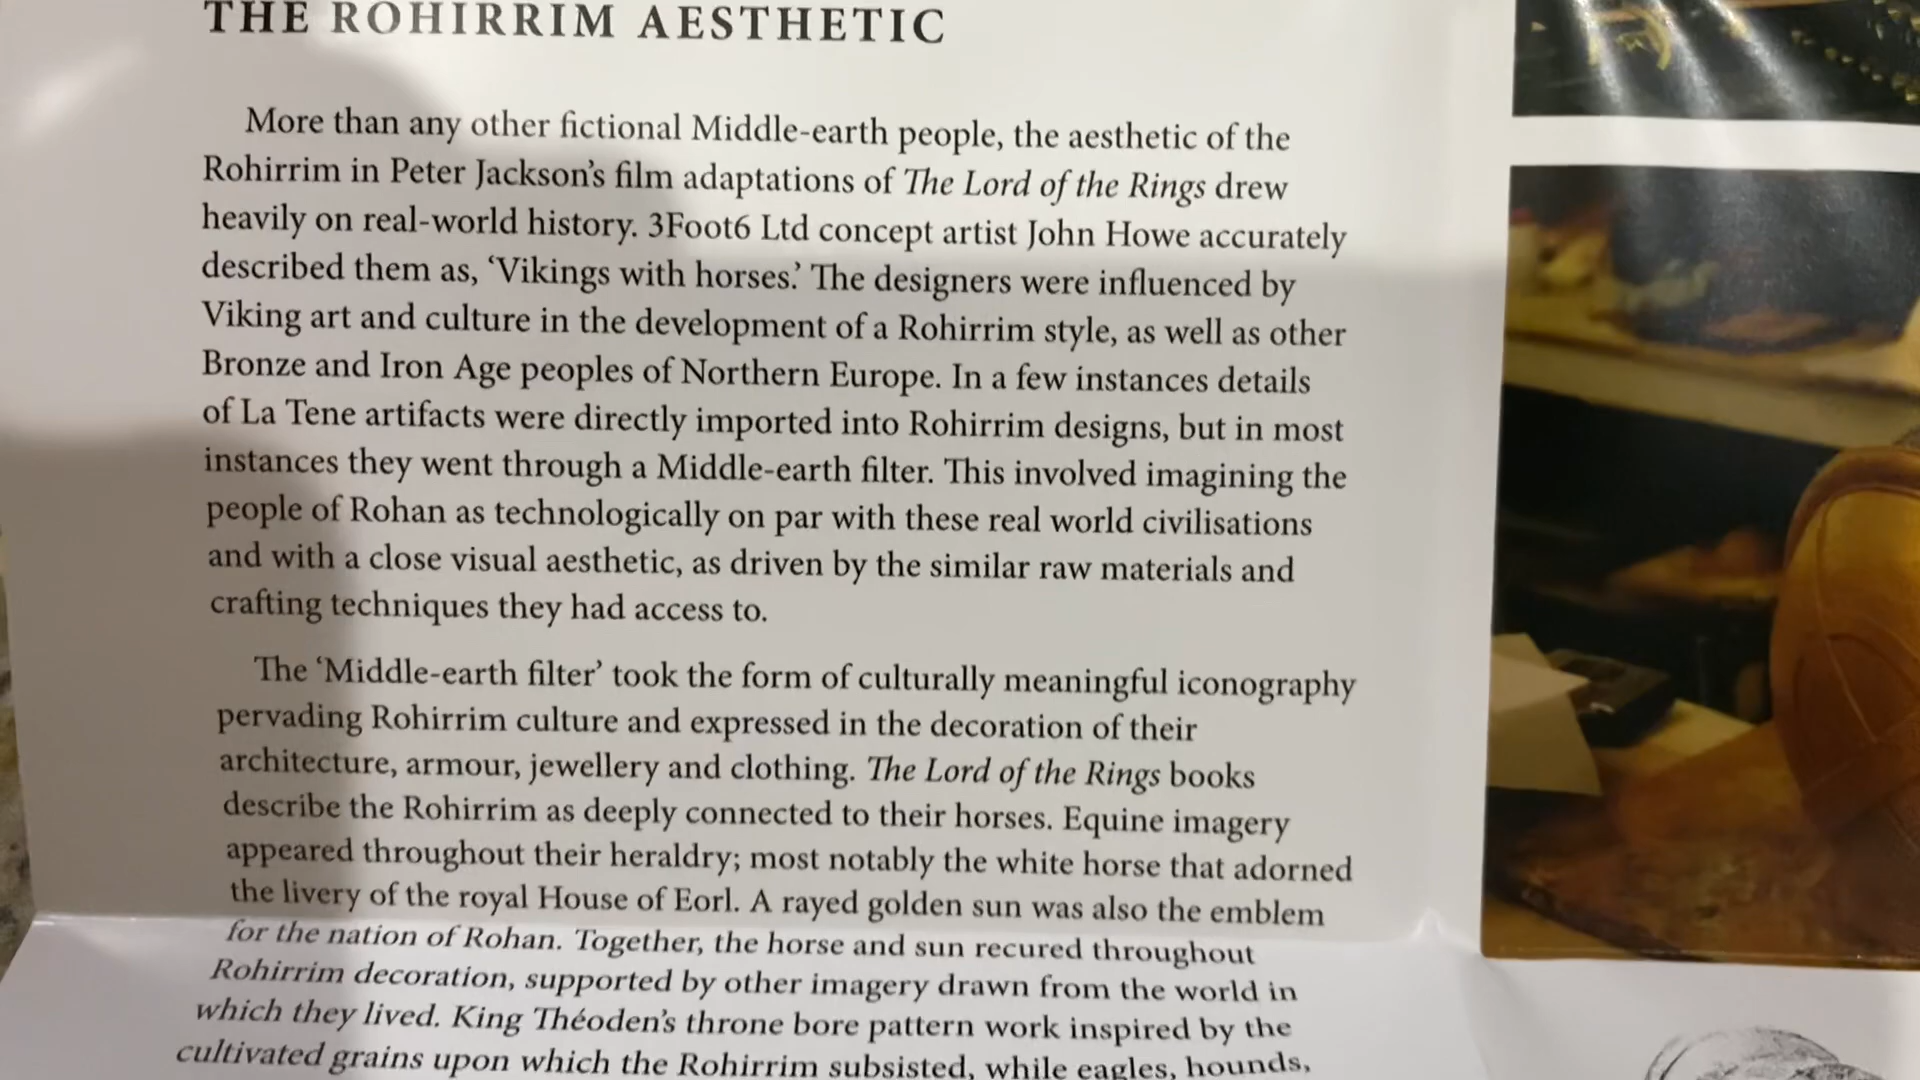 THE ROHIRRIM AESTHETIC
More than any other fictional Middle-earth people, the aesthetic of the
Rohirrim in Peter Jackson’s film adaptations of The Lord of the Rings drew
heavily on real-world history. 3Foot6 Ltd concept artist John Howe accurately
described them as, ‘Vikings with horses.’ The designers were influenced by
Viking art and culture in the development of a Rohirrim style, as well as other
Bronze and Iron Age peoples of Northern Europe. In a few instances details
of La Tene artifacts were directly imported into Rohirrim designs, but in most
instances they went through a Middle-earth filter. This involved imagining the
people of Rohan as technologically on par with these real world civilisations
and with a close visual aesthetic, as driven by the similar raw materials and
crafting techniques they had access to.
The ‘Middle-earth filter’ took the form of culturally meaningful iconography
pervading Rohirrim culture and expressed in the decoration of their
architecture, armour, jewellery and clothing. The Lord of the Rings books
describe the Rohirrim as deeply connected to their horses. Equine imagery
appeared throughout their heraldry; most notably the white horse that adorned
the livery of the royal House of Eorl. A rayed golden sun was also the emblem
for the nation of Rohan. Together, the horse and sun recured throughout
Rohirrim decoration, supported by other imagery drawn from the world in
which they lived. King Théoden’s throne bore pattern work inspired by the
cultivated grains upon which the Rohirrim subsisted, while eagles, hounds,